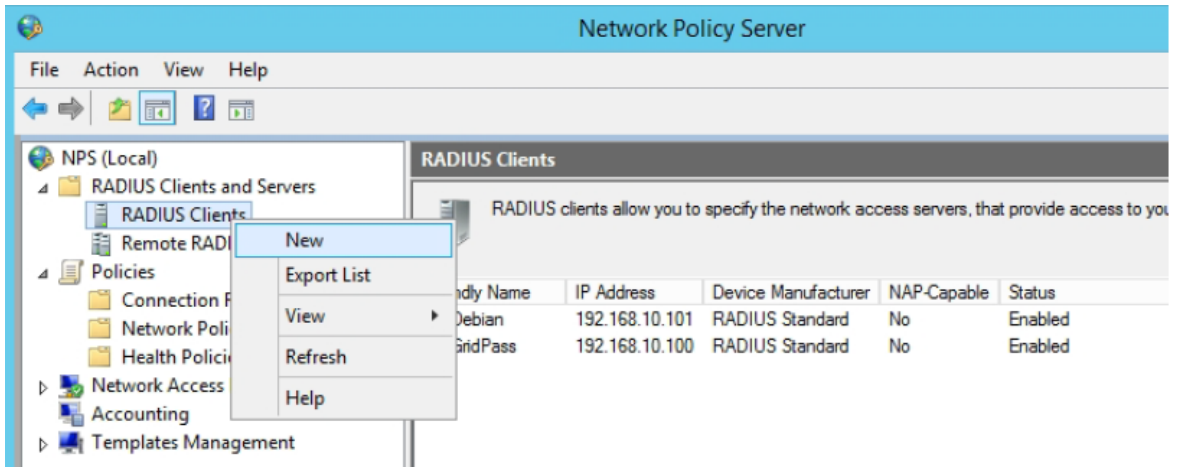 Network Policy Server
File Action View Help
NPS (Local)
RADIUS Clients and Servers
RADIUS Clients
Remote RADI
Policies
Connection
Network Poli
Health Polici
Network Access
Accounting
Templates Management
New
Export List
View
Refresh
Help
RADIUS Clients
RADIUS clients allow you to specify the network access servers, that provide access to you
ndly Name IP Address Device Manufacturer NAP-Capable Status
Debian 192.168.10.101 RADIUS Standard No Enabled
GridPass 192.168.10.100 RADIUS Standard No Enabled